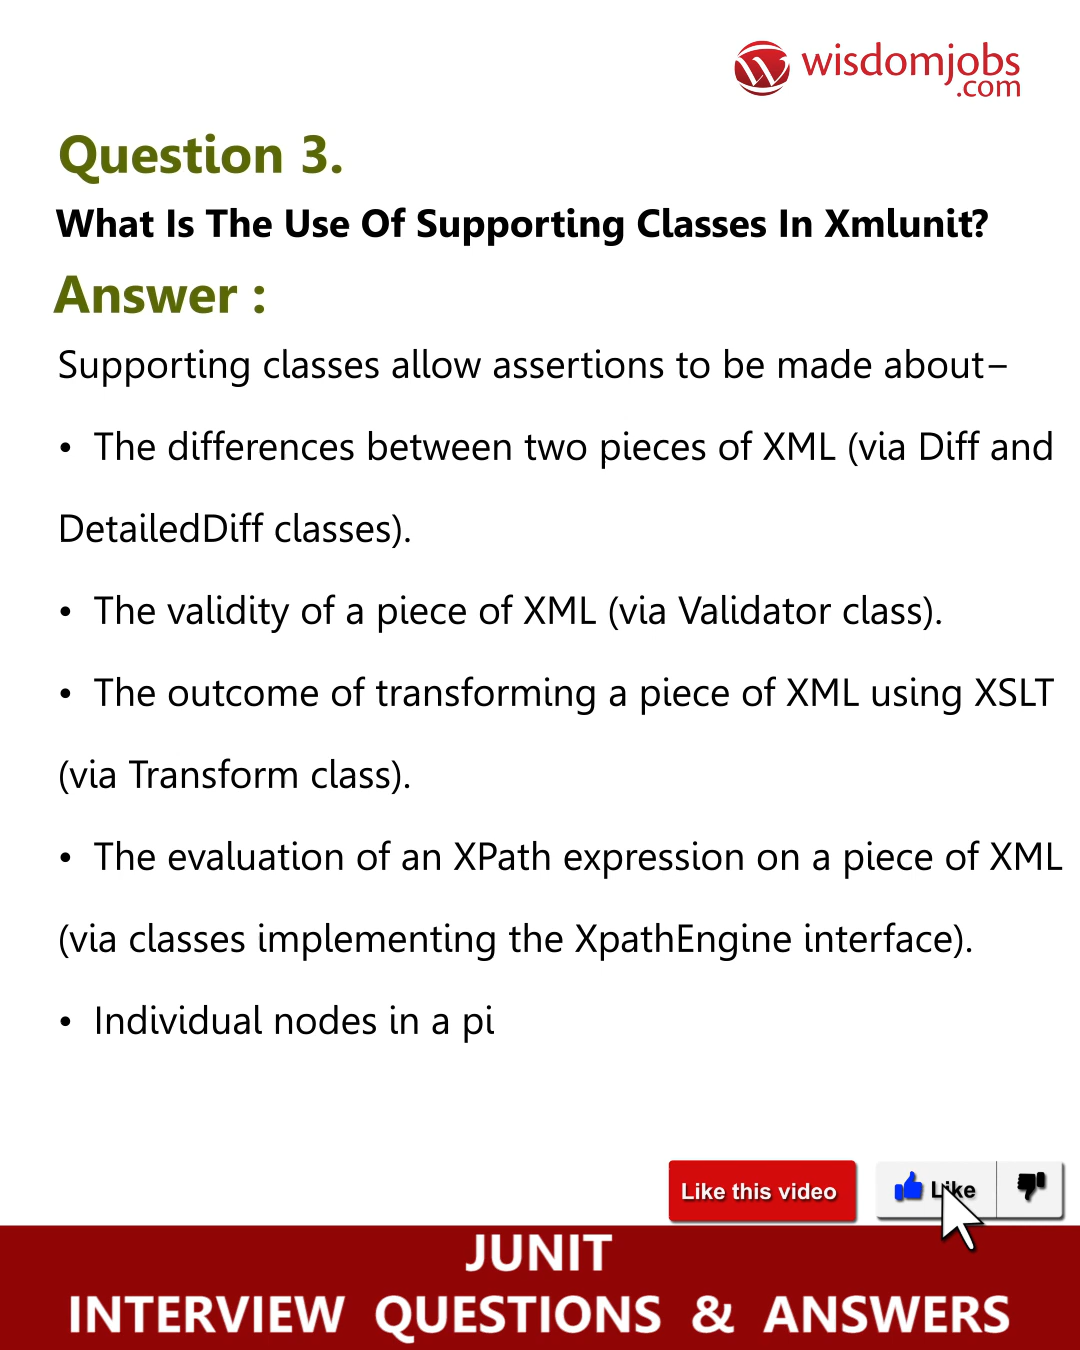 wisdomjobs
.com
Question 3.
What Is The Use Of Supporting Classes In Xmlunit?
Answer :
Supporting classes allow assertions to be made about–
• The differences between two pieces of XML (via Diff and
DetailedDiff classes).
• The validity of a piece of XML (via Validator class).
• The outcome of transforming a piece of XML using XSLT
(via Transform class).
• The evaluation of an XPath expression on a piece of XML
(via classes implementing the XpathEngine interface).
• Individual nodes in a pi
Like this video
Like
JUNIT
INTERVIEW QUESTIONS & ANSWERS